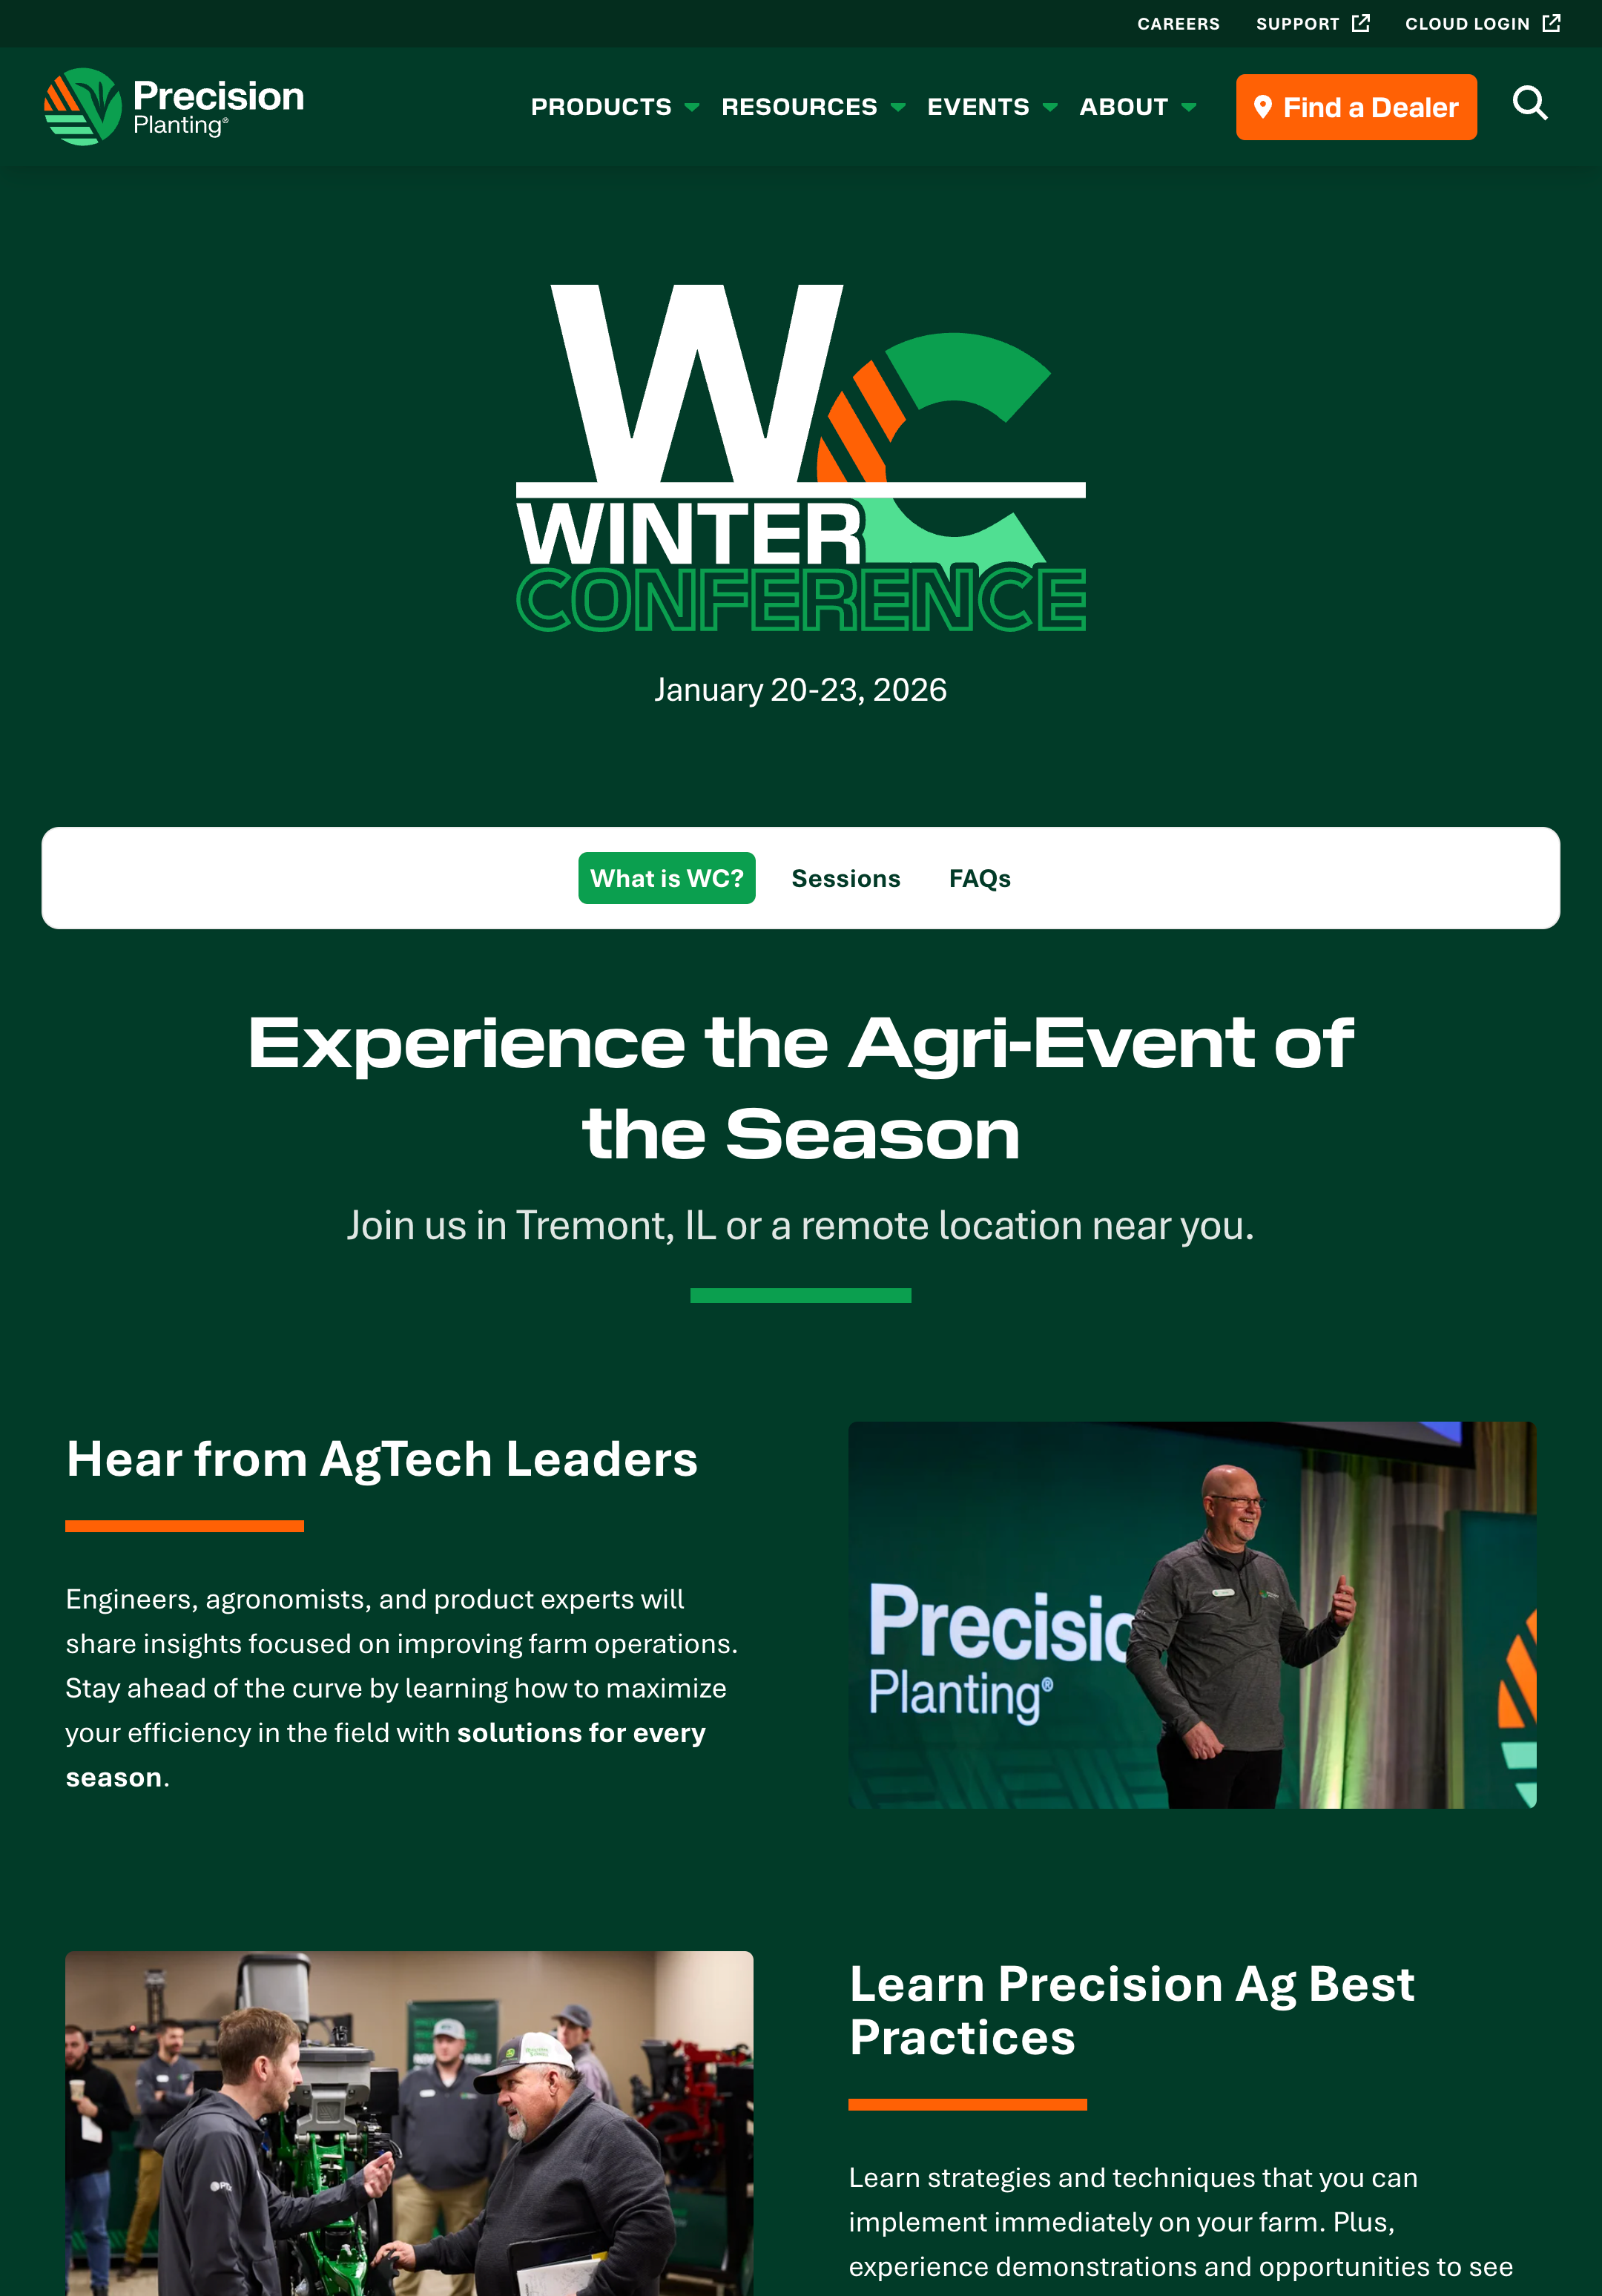 CAREERS SUPPORT CLOUD LOGIN
Precision
Planting®
PRODUCTS RESOURCES EVENTS ABOUT Find a Dealer
WC
WINTER
CONFERENCE
January 20-23, 2026
What is WC? Sessions FAQs
Experience the Agri-Event of
the Season
Join us in Tremont, IL or a remote location near you.
Hear from AgTech Leaders
Engineers, agronomists, and product experts will
share insights focused on improving farm operations.
Stay ahead of the curve by learning how to maximize
your efficiency in the field with solutions for every
season.
Precisio
Planting®
Learn Precision Ag Best
Practices
Learn strategies and techniques that you can
implement immediately on your farm. Plus,
experience demonstrations and opportunities to see
PTx